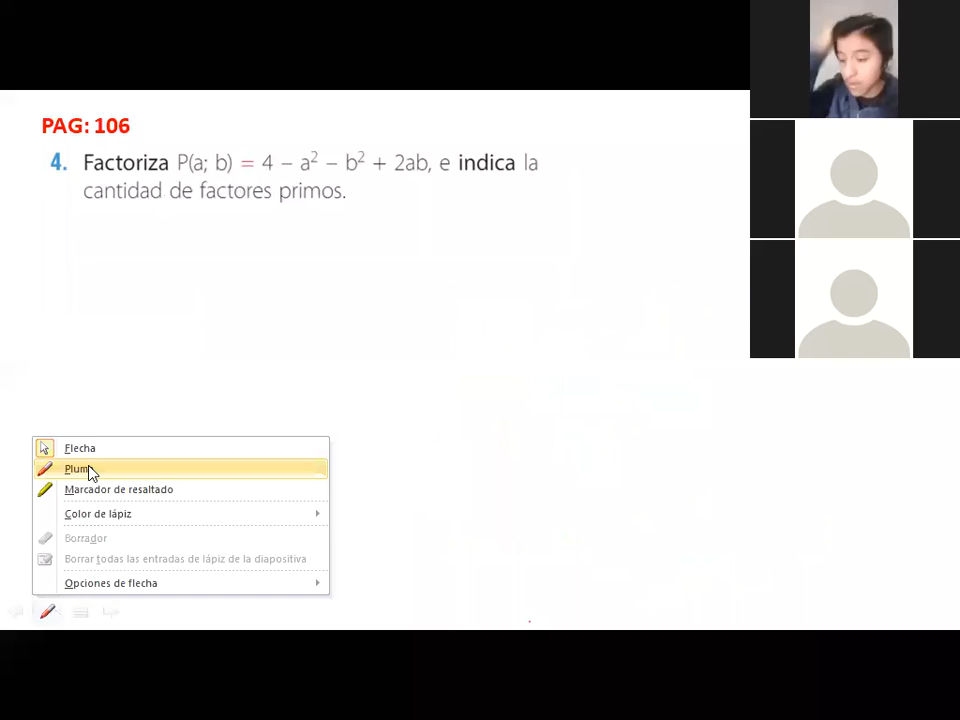 PAG: 106
4. Factoriza P(a; b) = 4 – a² – b² + 2ab, e indica la
cantidad de factores primos.
Flecha
Plum
Marcador de resaltado
Color de lápiz
Borrador
Borrar todas las entradas de lápiz de la diapositiva
Opciones de flecha